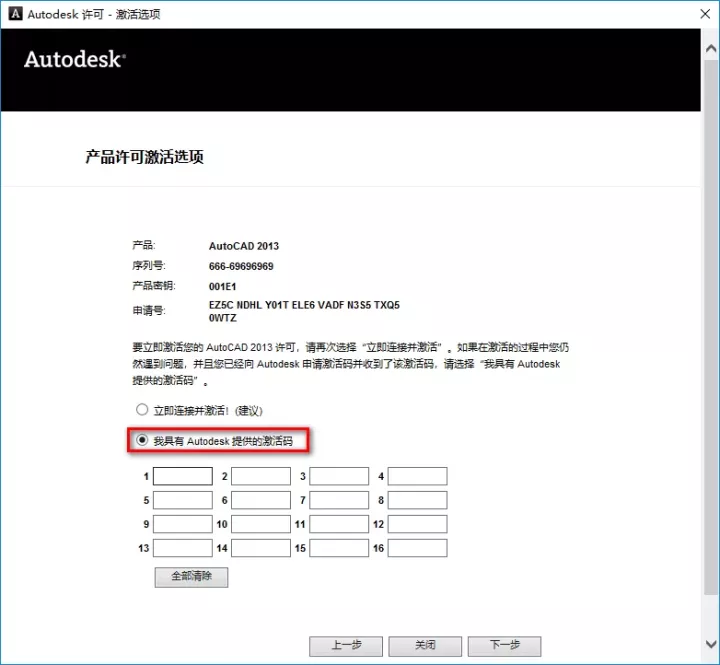 Autodesk 许可 - 激活选项
Autodesk®
产品许可激活选项
产品: AutoCAD 2013
序列号: 666-69696969
产品密钥: 001E1
申请号: EZ5C NDHL Y01T ELE6 VADF N3S5 TXQ5
0WTZ
要立即激活您的 AutoCAD 2013 许可，请再次选择“立即连接并激活”。如果在激活的过程中您仍
然遇到问题，并且您已经向 Autodesk 申请激活码并收到了该激活码，请选择“我具有 Autodesk
提供的激活码”。
立即连接并激活! (建议)
我具有 Autodesk 提供的激活码
1 2 3 4
5 6 7 8
9 10 11 12
13 14 15 16
全部清除
上一步 关闭 下一步